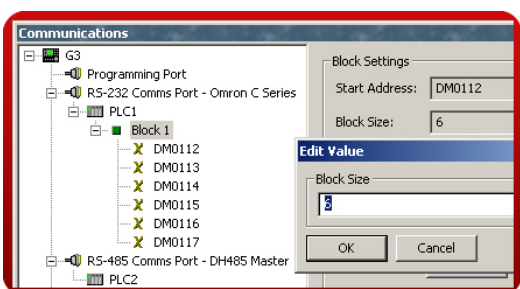 Communications
G3
Programming Port
RS-232 Comms Port - Omron C Series
PLC1
Block 1
DM0112
DM0113
DM0114
DM0115
DM0116
DM0117
RS-485 Comms Port - DH485 Master
PLC2
Block Settings
Start Address: DM0112
Block Size: 6
Edit Value
Block Size
6
OK Cancel